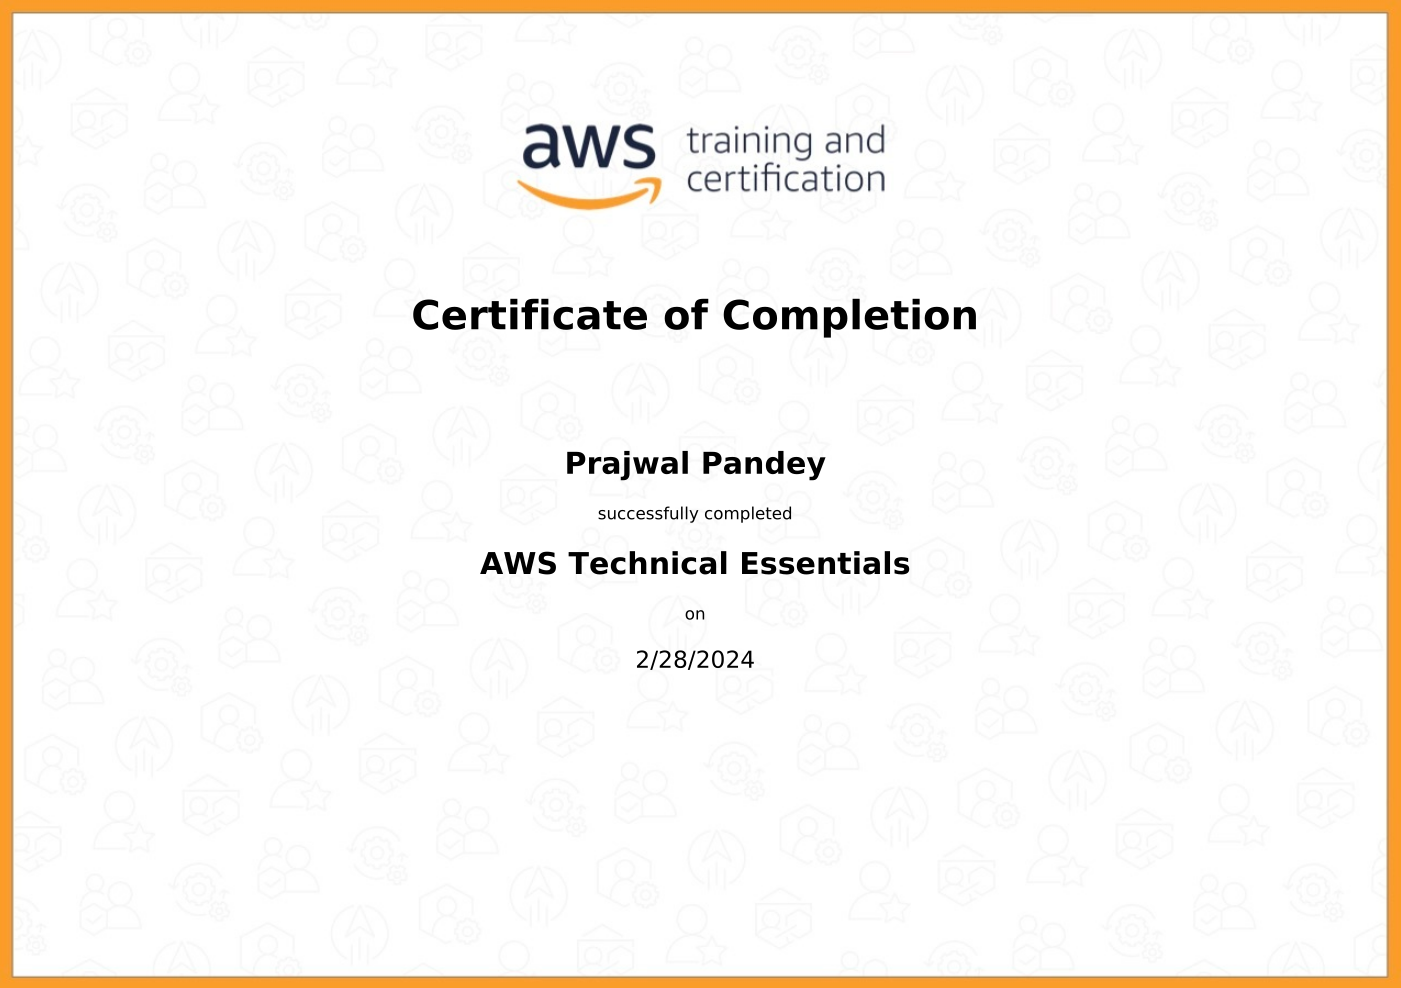 aws training and
certification
Certificate of Completion
Prajwal Pandey
successfully completed
AWS Technical Essentials
on
2/28/2024